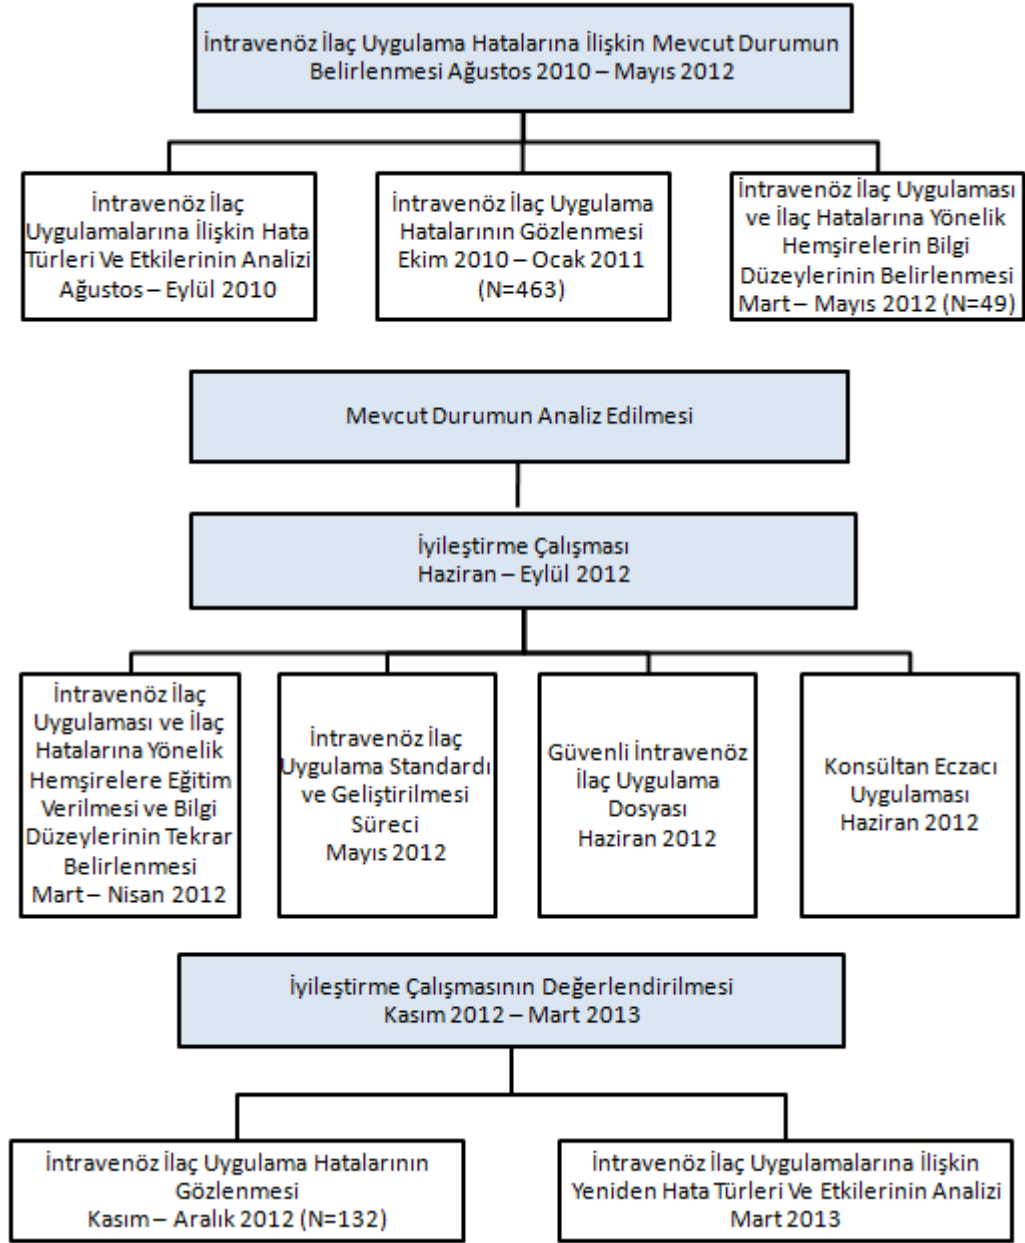 İntravenöz İlaç Uygulama Hatalarına İlişkin Mevcut Durumun
Belirlenmesi Ağustos 2010 – Mayıs 2012
İntravenöz İlaç
Uygulamalarına İlişkin Hata
Türleri Ve Etkilerinin Analizi
Ağustos – Eylül 2010
İntravenöz İlaç Uygulama
Hatalarının Gözlenmesi
Ekim 2010 – Ocak 2011
(N=463)
İntravenöz İlaç Uygulaması
ve İlaç Hatalarına Yönelik
Hemşirelerin Bilgi
Düzeylerinin Belirlenmesi
Mart – Mayıs 2012 (N=49)
Mevcut Durumun Analiz Edilmesi
İyileştirme Çalışması
Haziran – Eylül 2012
İntravenöz İlaç
Uygulaması ve İlaç
Hatalarına Yönelik
Hemşirelere Eğitim
Verilmesi ve Bilgi
Düzeylerinin Tekrar
Belirlenmesi
Mart – Nisan 2012
İntravenöz İlaç
Uygulama Standardı
ve Geliştirilmesi
Süreci
Mayıs 2012
Güvenli İntravenöz
İlaç Uygulama
Dosyası
Haziran 2012
Konsültan Eczacı
Uygulaması
Haziran 2012
İyileştirme Çalışmasının Değerlendirilmesi
Kasım 2012 – Mart 2013
İntravenöz İlaç Uygulama Hatalarının
Gözlenmesi
Kasım – Aralık 2012 (N=132)
İntravenöz İlaç Uygulamalarına İlişkin
Yeniden Hata Türleri Ve Etkilerinin Analizi
Mart 2013